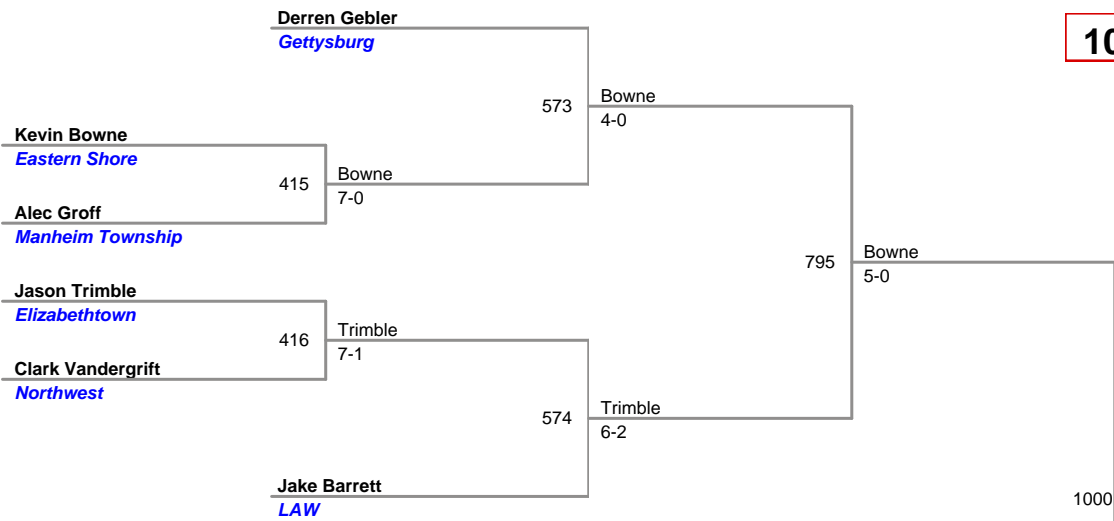 Derren Gebler
Gettysburg
10
573
Bowne
4-0
Kevin Bowne
Eastern Shore
415
Bowne
7-0
Alec Groff
Manheim Township
795
Bowne
5-0
Jason Trimble
Elizabethtown
416
Trimble
7-1
Clark Vandergrift
Northwest
574
Trimble
6-2
Jake Barrett
LAW
1000